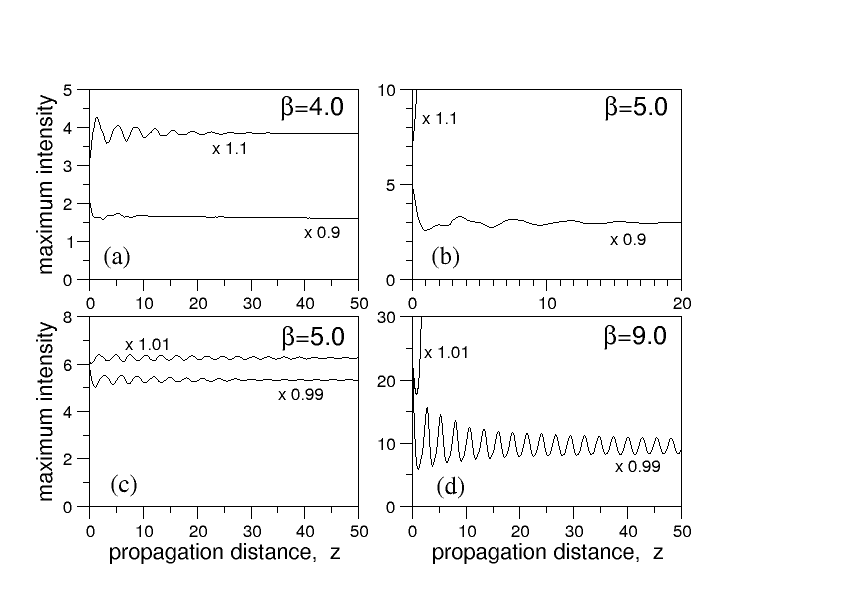 maximum intensity
5
4
3
2
1
0
β=4.0
x 1.1
x 0.9
(a)
0 10 20 30 40 50
10
5
0
β=5.0
x 1.1
x 0.9
(b)
0 10 20
maximum intensity
8
6
4
2
0
β=5.0
x 1.01
x 0.99
(c)
0 10 20 30 40 50
propagation distance, z
30
20
10
0
β=9.0
x 1.01
x 0.99
(d)
0 10 20 30 40 50
propagation distance, z